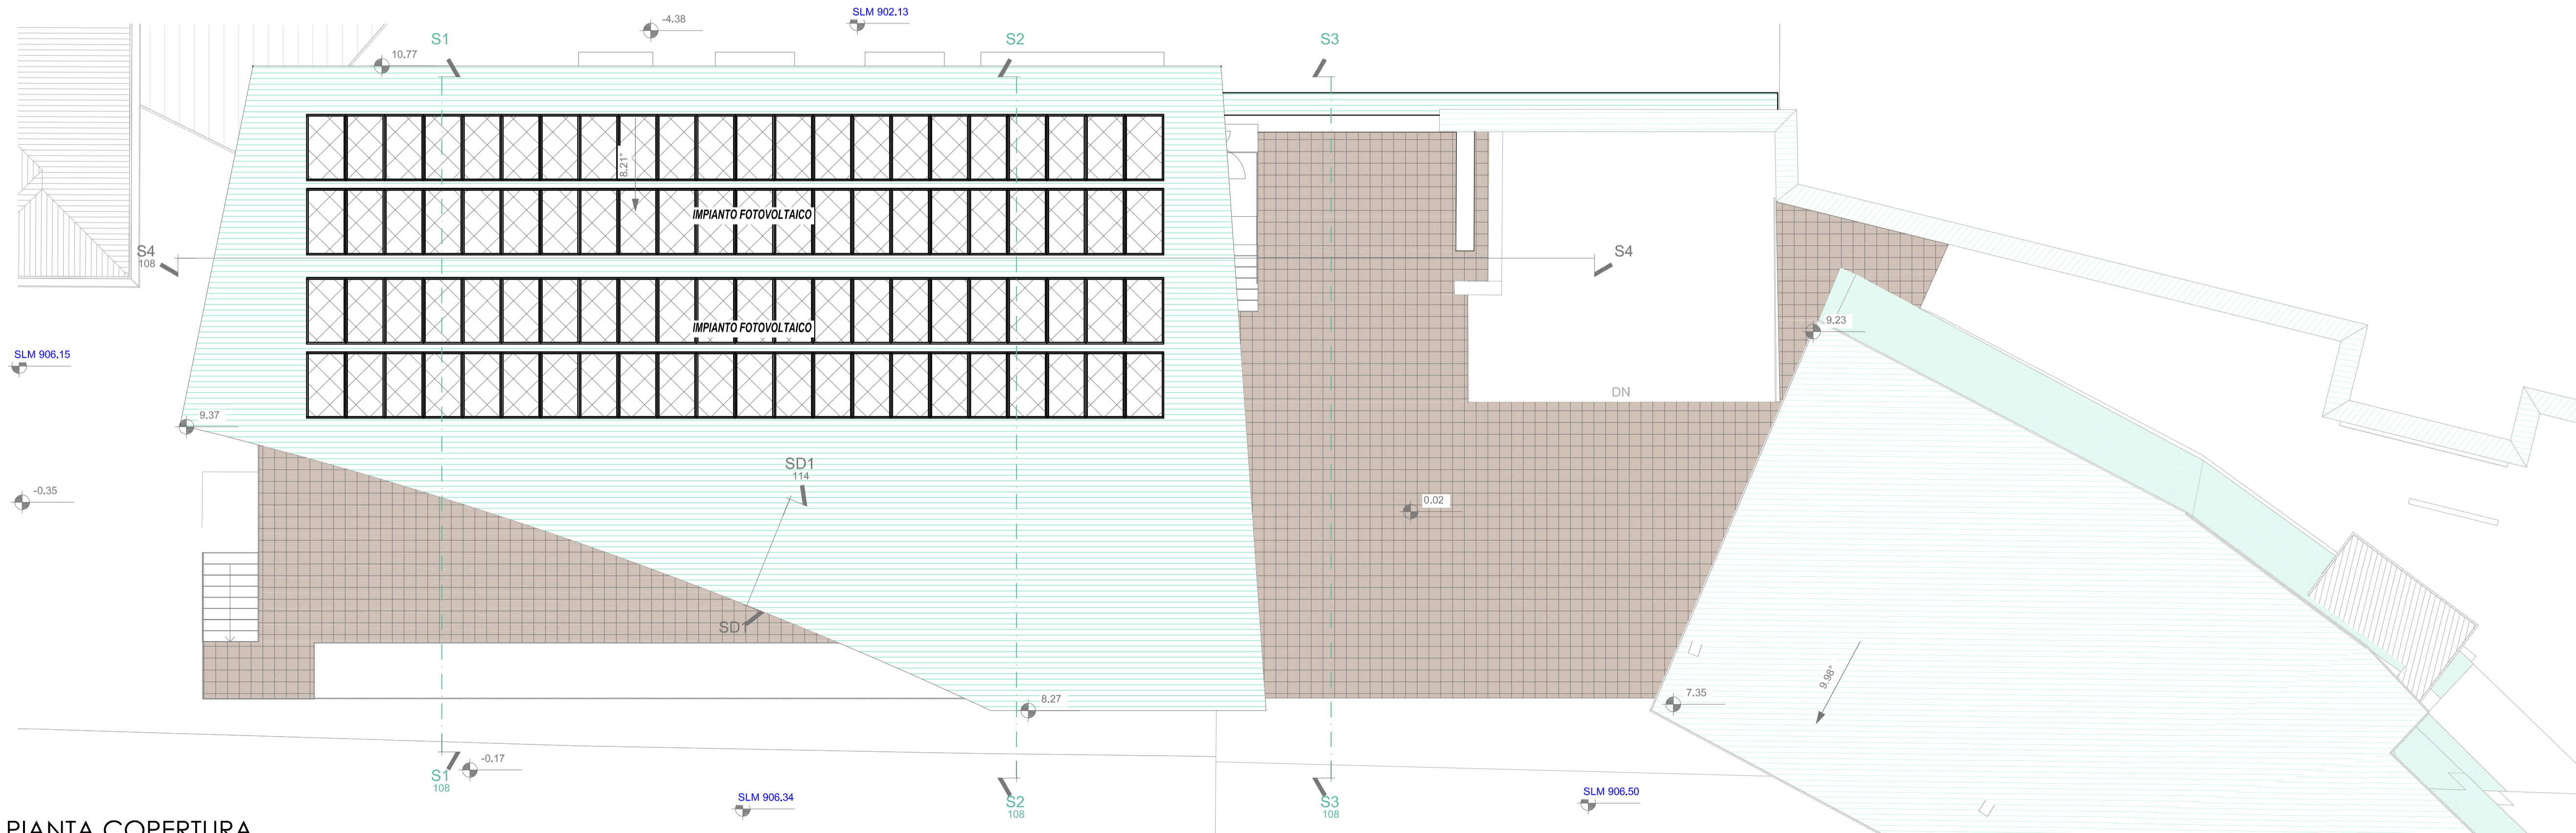 SLM 902.13
-4.38
S1
S2
S3
10.77
8.21°
IMPIANTO FOTOVOLTAICO
S4
108
S4
IMPIANTO FOTOVOLTAICO
9.23
SLM 906.15
DN
9.37
SD1
114
-0.35
0.02
SD1
9.98°
8.27
7.35
-0.17
S1
108
SLM 906.34
S2
108
S3
108
SLM 906.50
PIANTA COPERTURA